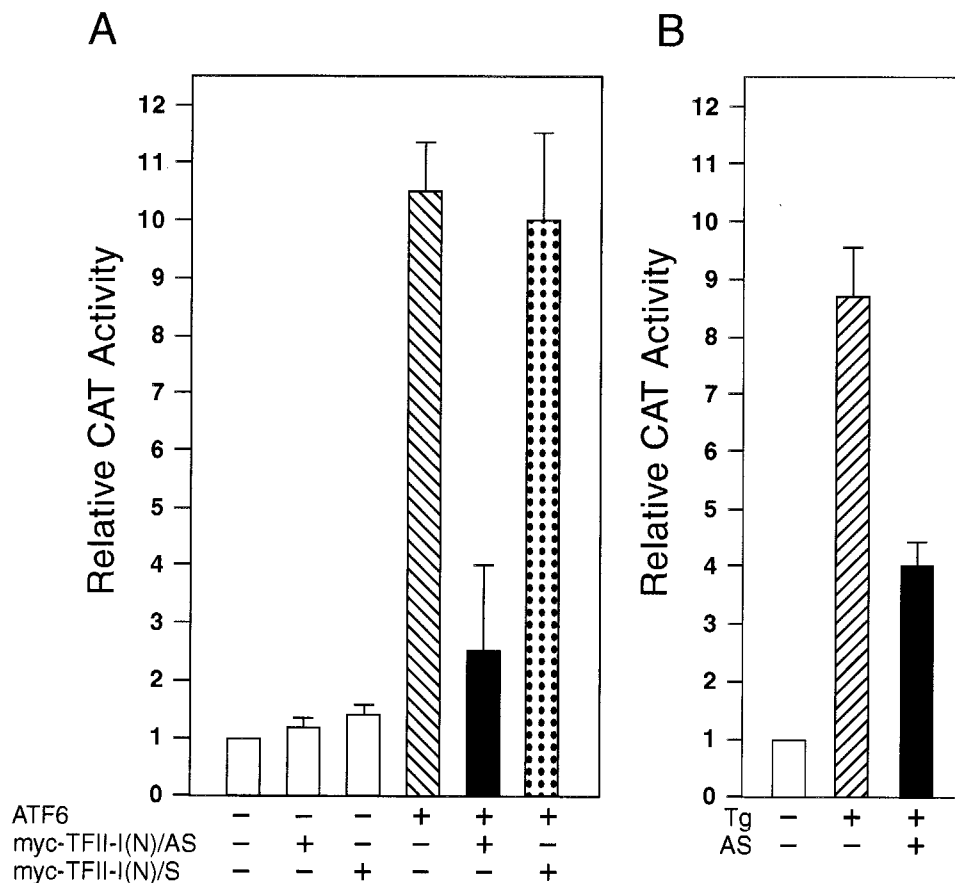 A
B
Relative CAT Activity
12
11
10
9
8
7
6
5
4
3
2
1
0
ATF6 − − − + + +
myc-TFII-I(N)/AS − + − − + −
myc-TFII-I(N)/S − − + − − +
Relative CAT Activity
12
11
10
9
8
7
6
5
4
3
2
1
0
Tg − + +
AS − − +